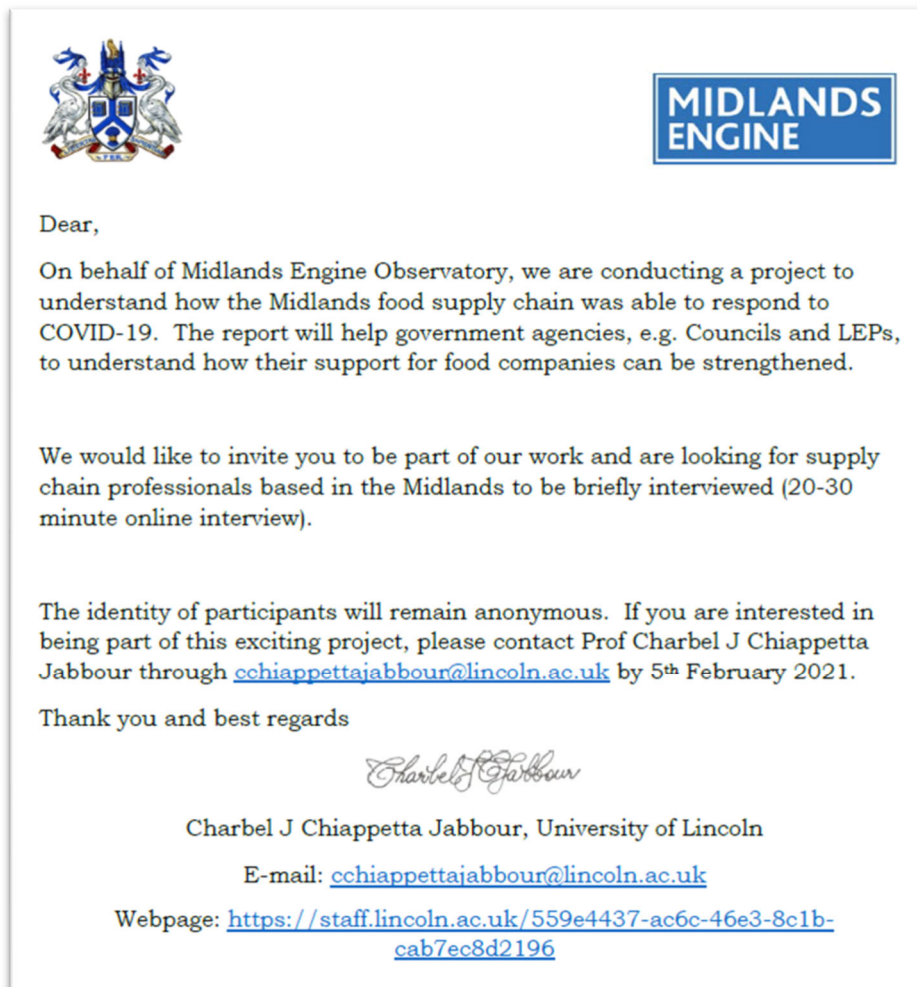 MIDLANDS
ENGINE
Dear,
On behalf of Midlands Engine Observatory, we are conducting a project to
understand how the Midlands food supply chain was able to respond to
COVID-19.  The report will help government agencies, e.g. Councils and LEPs,
to understand how their support for food companies can be strengthened.
We would like to invite you to be part of our work and are looking for supply
chain professionals based in the Midlands to be briefly interviewed (20-30
minute online interview).
The identity of participants will remain anonymous.  If you are interested in
being part of this exciting project, please contact Prof Charbel J Chiappetta
Jabbour through cchiappettajabbour@lincoln.ac.uk by 5th February 2021.
Thank you and best regards
Charbel J C Jabbour
Charbel J Chiappetta Jabbour, University of Lincoln
E-mail: cchiappettajabbour@lincoln.ac.uk
Webpage: https://staff.lincoln.ac.uk/559e4437-ac6c-46e3-8c1b-
cab7ec8d2196